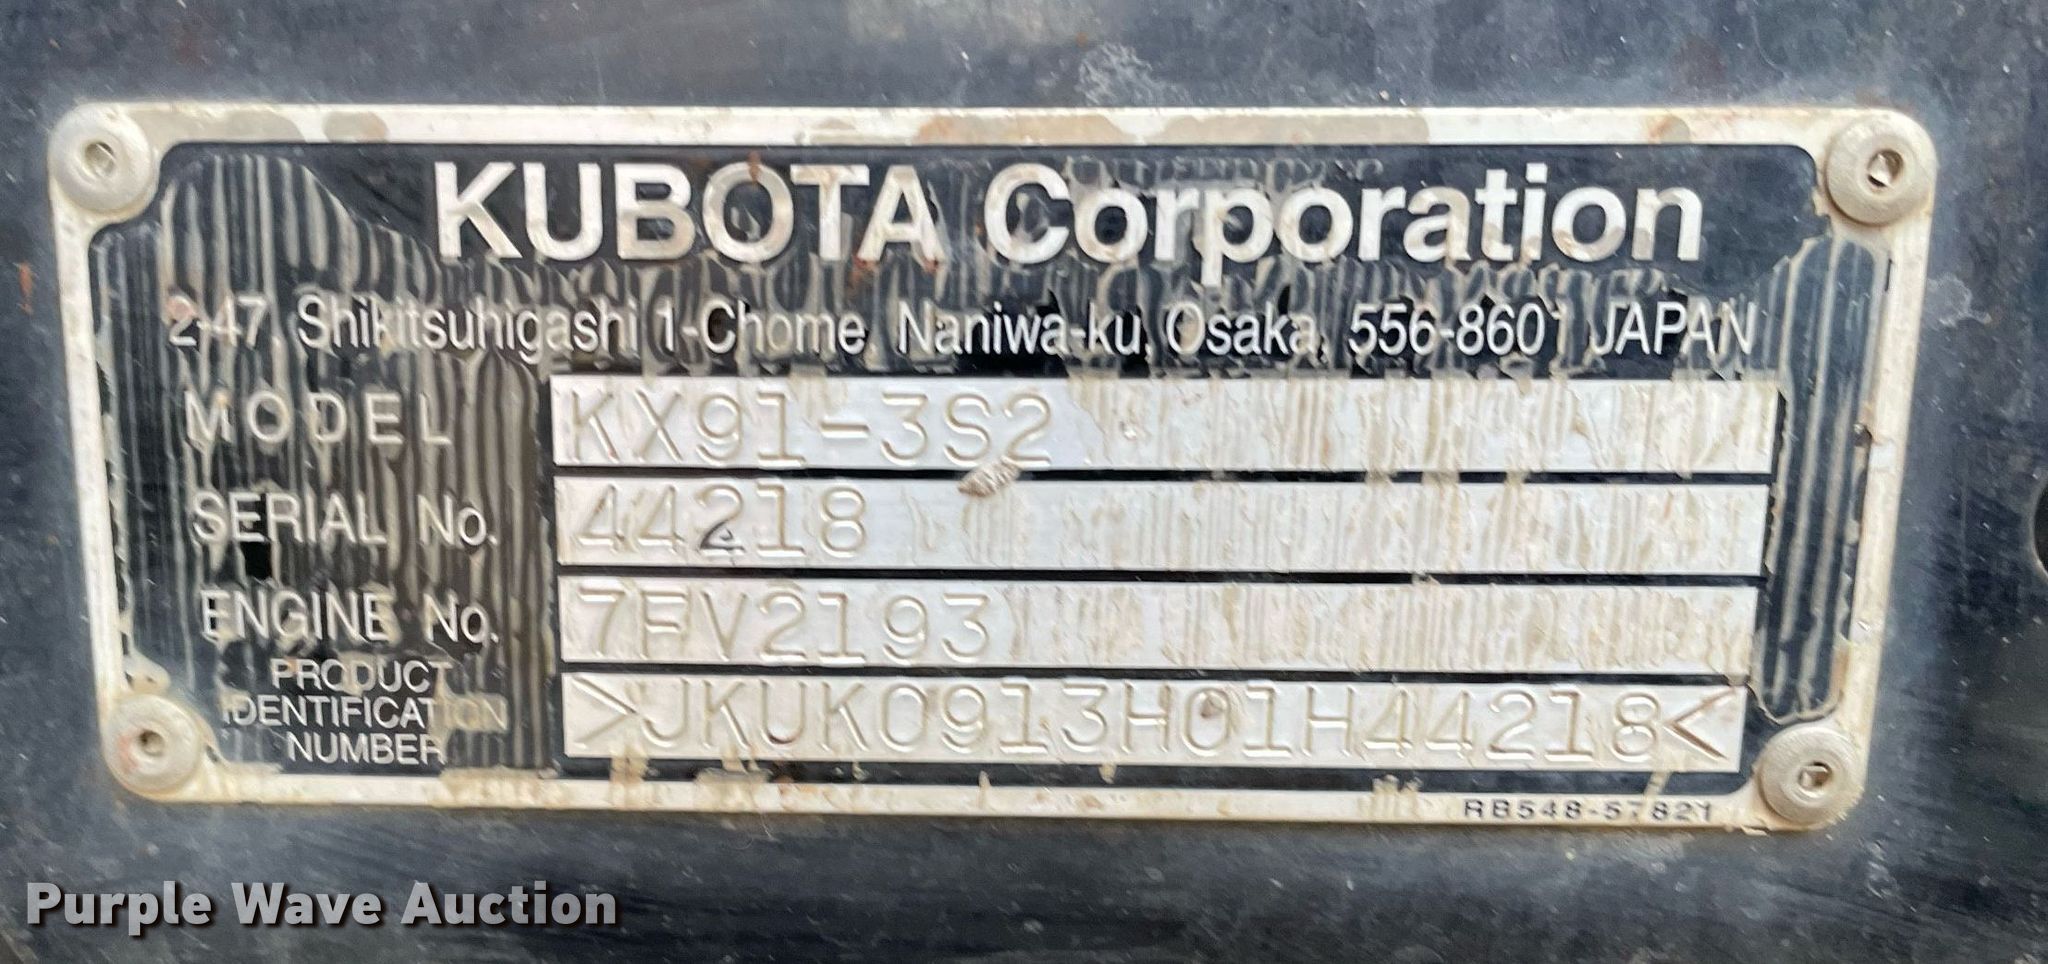 KUBOTA Corporation
2-47, Shikitsuhigashi 1-Chome, Naniwa-ku, Osaka, 556-8601 JAPAN
MODEL KX91-3S2
SERIAL No. 44218
ENGINE No. 7FV2193
PRODUCT
IDENTIFICATION
NUMBER >JKUK0913H01H44218<
RB548-57821
Purple Wave Auction